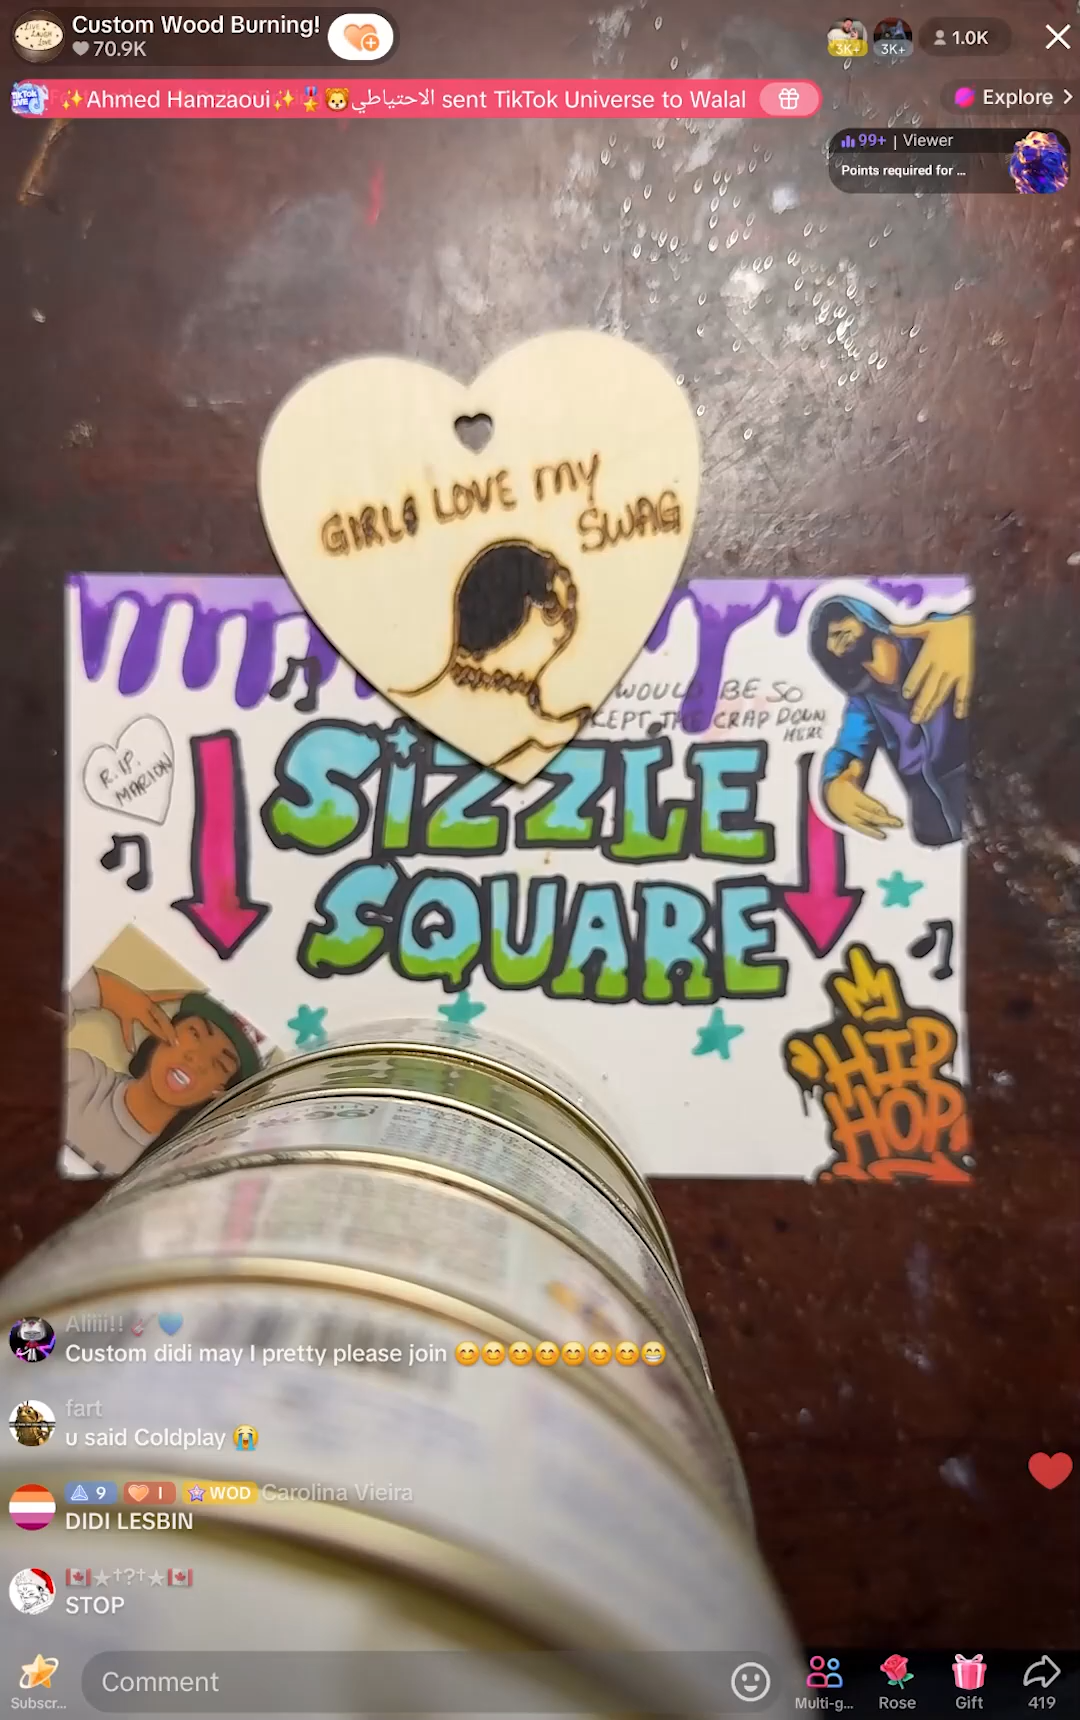 Custom Wood Burning!
70.9K
3K+
3K+
1.0K
✨Ahmed Hamzaoui✨🎖️🐯الاحتياطي sent TikTok Universe to Walal
Explore >
99+ | Viewer
Points required for ...
GIRLS LOVE MY
SWAG
WOULD BE SO
CEPT THE CRAP DOWN
HERE
R.I.P.
MARION
SIZZLE
SQUARE
HIP
HOP
Aliiii!! 🎸💙
Custom didi may I pretty please join 😊😊😊😊😊😊😊😁
fart
u said Coldplay 😭
9 1 WOD Carolina Vieira
DIDI LESBIN
🇨🇦★†?†★🇨🇦
STOP
Subscr...
Comment
Multi-g...
Rose
Gift
419